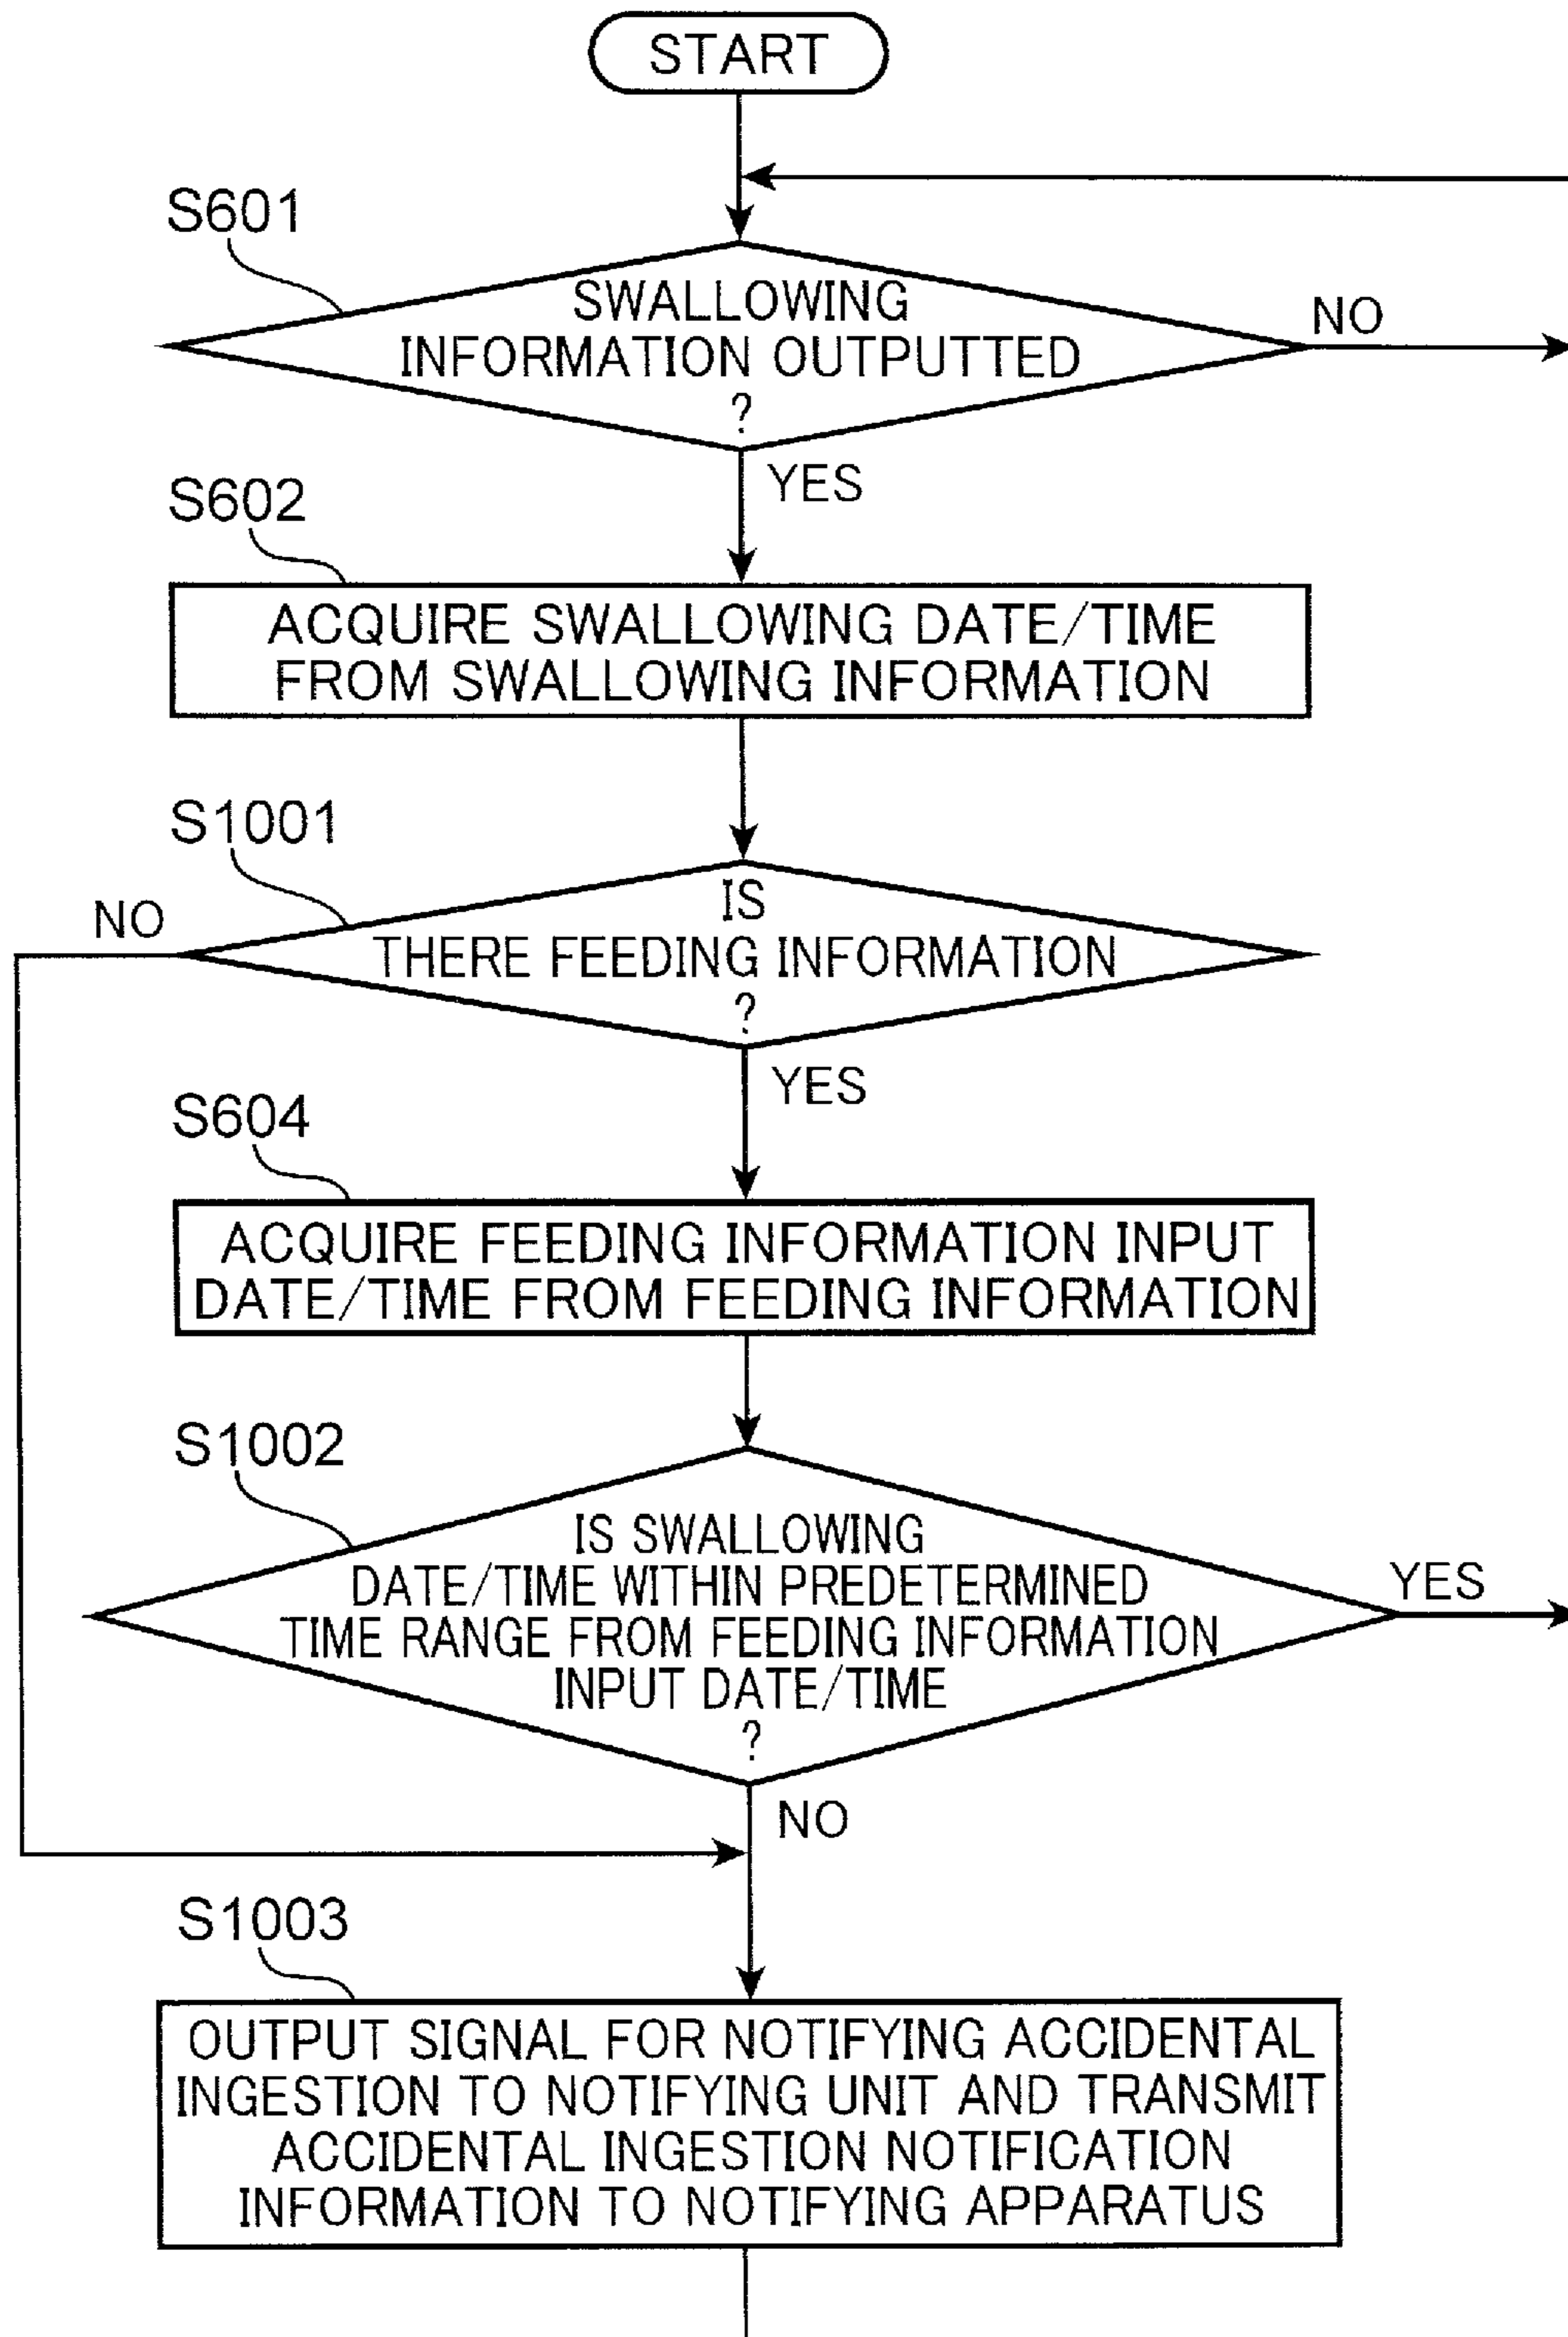 START
S601
SWALLOWING
INFORMATION OUTPUTTED
?
NO
YES
S602
ACQUIRE SWALLOWING DATE/TIME
FROM SWALLOWING INFORMATION
S1001
NO
IS
THERE FEEDING INFORMATION
?
YES
S604
ACQUIRE FEEDING INFORMATION INPUT
DATE/TIME FROM FEEDING INFORMATION
S1002
IS SWALLOWING
DATE/TIME WITHIN PREDETERMINED
TIME RANGE FROM FEEDING INFORMATION
INPUT DATE/TIME
?
YES
NO
S1003
OUTPUT SIGNAL FOR NOTIFYING ACCIDENTAL
INGESTION TO NOTIFYING UNIT AND TRANSMIT
ACCIDENTAL INGESTION NOTIFICATION
INFORMATION TO NOTIFYING APPARATUS